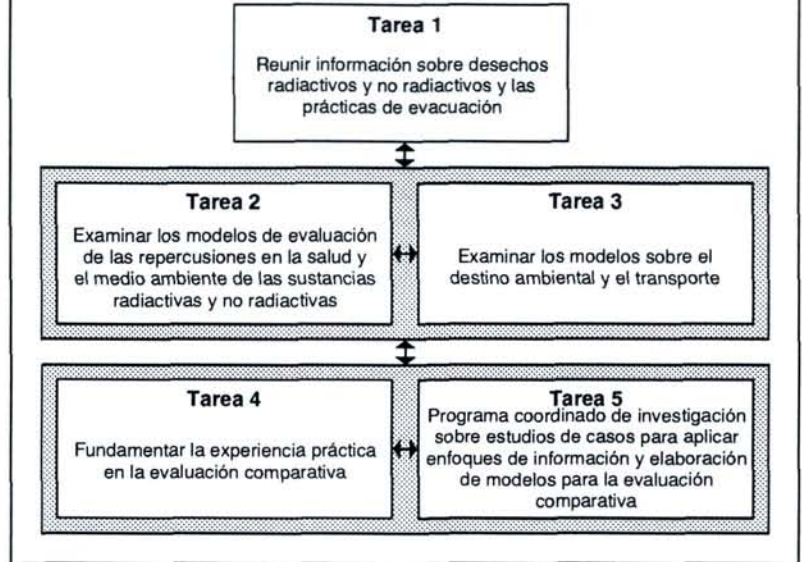 Tarea 1
Reunir información sobre desechos
radiactivos y no radiactivos y las
prácticas de evacuación
Tarea 2
Examinar los modelos de evaluación
de las repercusiones en la salud y
el medio ambiente de las sustancias
radiactivas y no radiactivas
Tarea 3
Examinar los modelos sobre el
destino ambiental y el transporte
Tarea 4
Fundamentar la experiencia práctica
en la evaluación comparativa
Tarea 5
Programa coordinado de investigación
sobre estudios de casos para aplicar
enfoques de información y elaboración
de modelos para la evaluación
comparativa